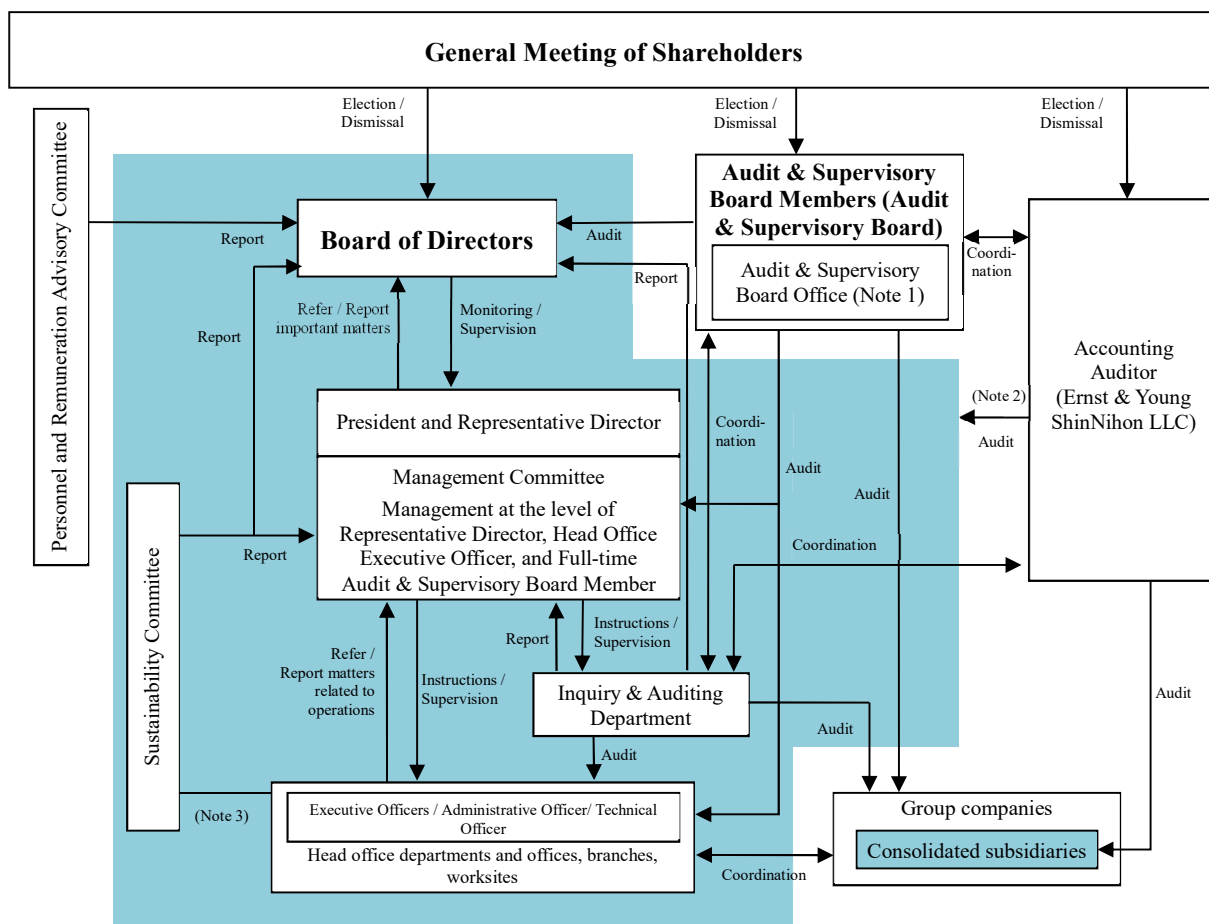 General Meeting of Shareholders
Election /
Dismissal
Election /
Dismissal
Election /
Dismissal
Personnel and Remuneration Advisory Committee
Audit & Supervisory
Board Members (Audit
& Supervisory Board)
Audit & Supervisory
Board Office (Note 1)
Board of Directors
Report
Audit
Report
Coordi-
nation
Refer / Report
important matters
Monitoring /
Supervision
Report
Accounting
Auditor
(Ernst & Young
ShinNihon LLC)
(Note 2)
Audit
President and Representative Director
Coordi-
nation
Management Committee
Management at the level of
Representative Director, Head Office
Executive Officer, and Full-time
Audit & Supervisory Board Member
Audit
Audit
Sustainability Committee
Report
Coordination
Report
Instructions /
Supervision
Refer /
Report matters
related to
operations
Instructions /
Supervision
Inquiry & Auditing
Department
Audit
Audit
Audit
(Note 3)
Executive Officers / Administrative Officer/ Technical
Officer
Head office departments and offices, branches,
worksites
Coordination
Group companies
Consolidated subsidiaries